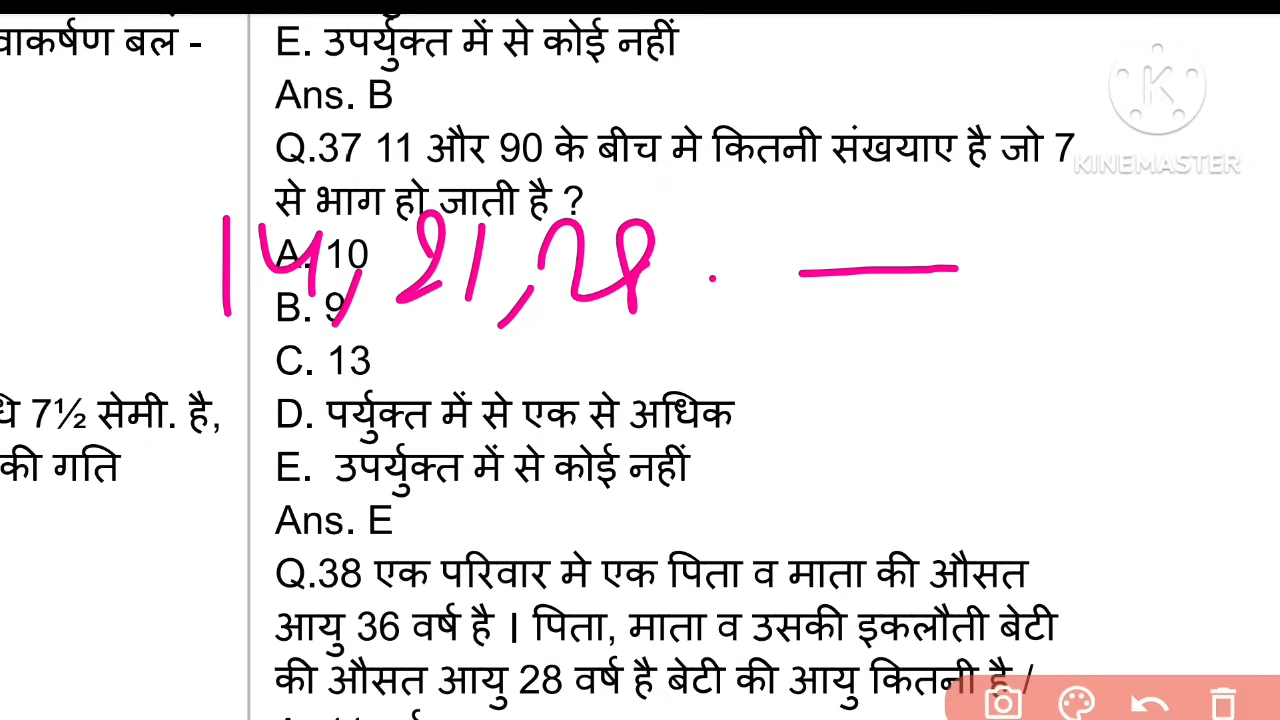 वाकर्षण बल -
धि 7½ सेमी. है,
की गति
E. उपर्युक्त में से कोई नहीं
Ans. B
Q.37 11 और 90 के बीच मे कितनी संखयाए है जो 7
से भाग हो जाती है ?
A. 10
B. 9
C. 13
D. पर्युक्त में से एक से अधिक
E. उपर्युक्त में से कोई नहीं
Ans. E
Q.38 एक परिवार मे एक पिता व माता की औसत
आयु 36 वर्ष है । पिता, माता व उसकी इकलौती बेटी
की औसत आयु 28 वर्ष है बेटी की आयु कितनी है /
14, 21, 28 . —
K
KINEMASTER